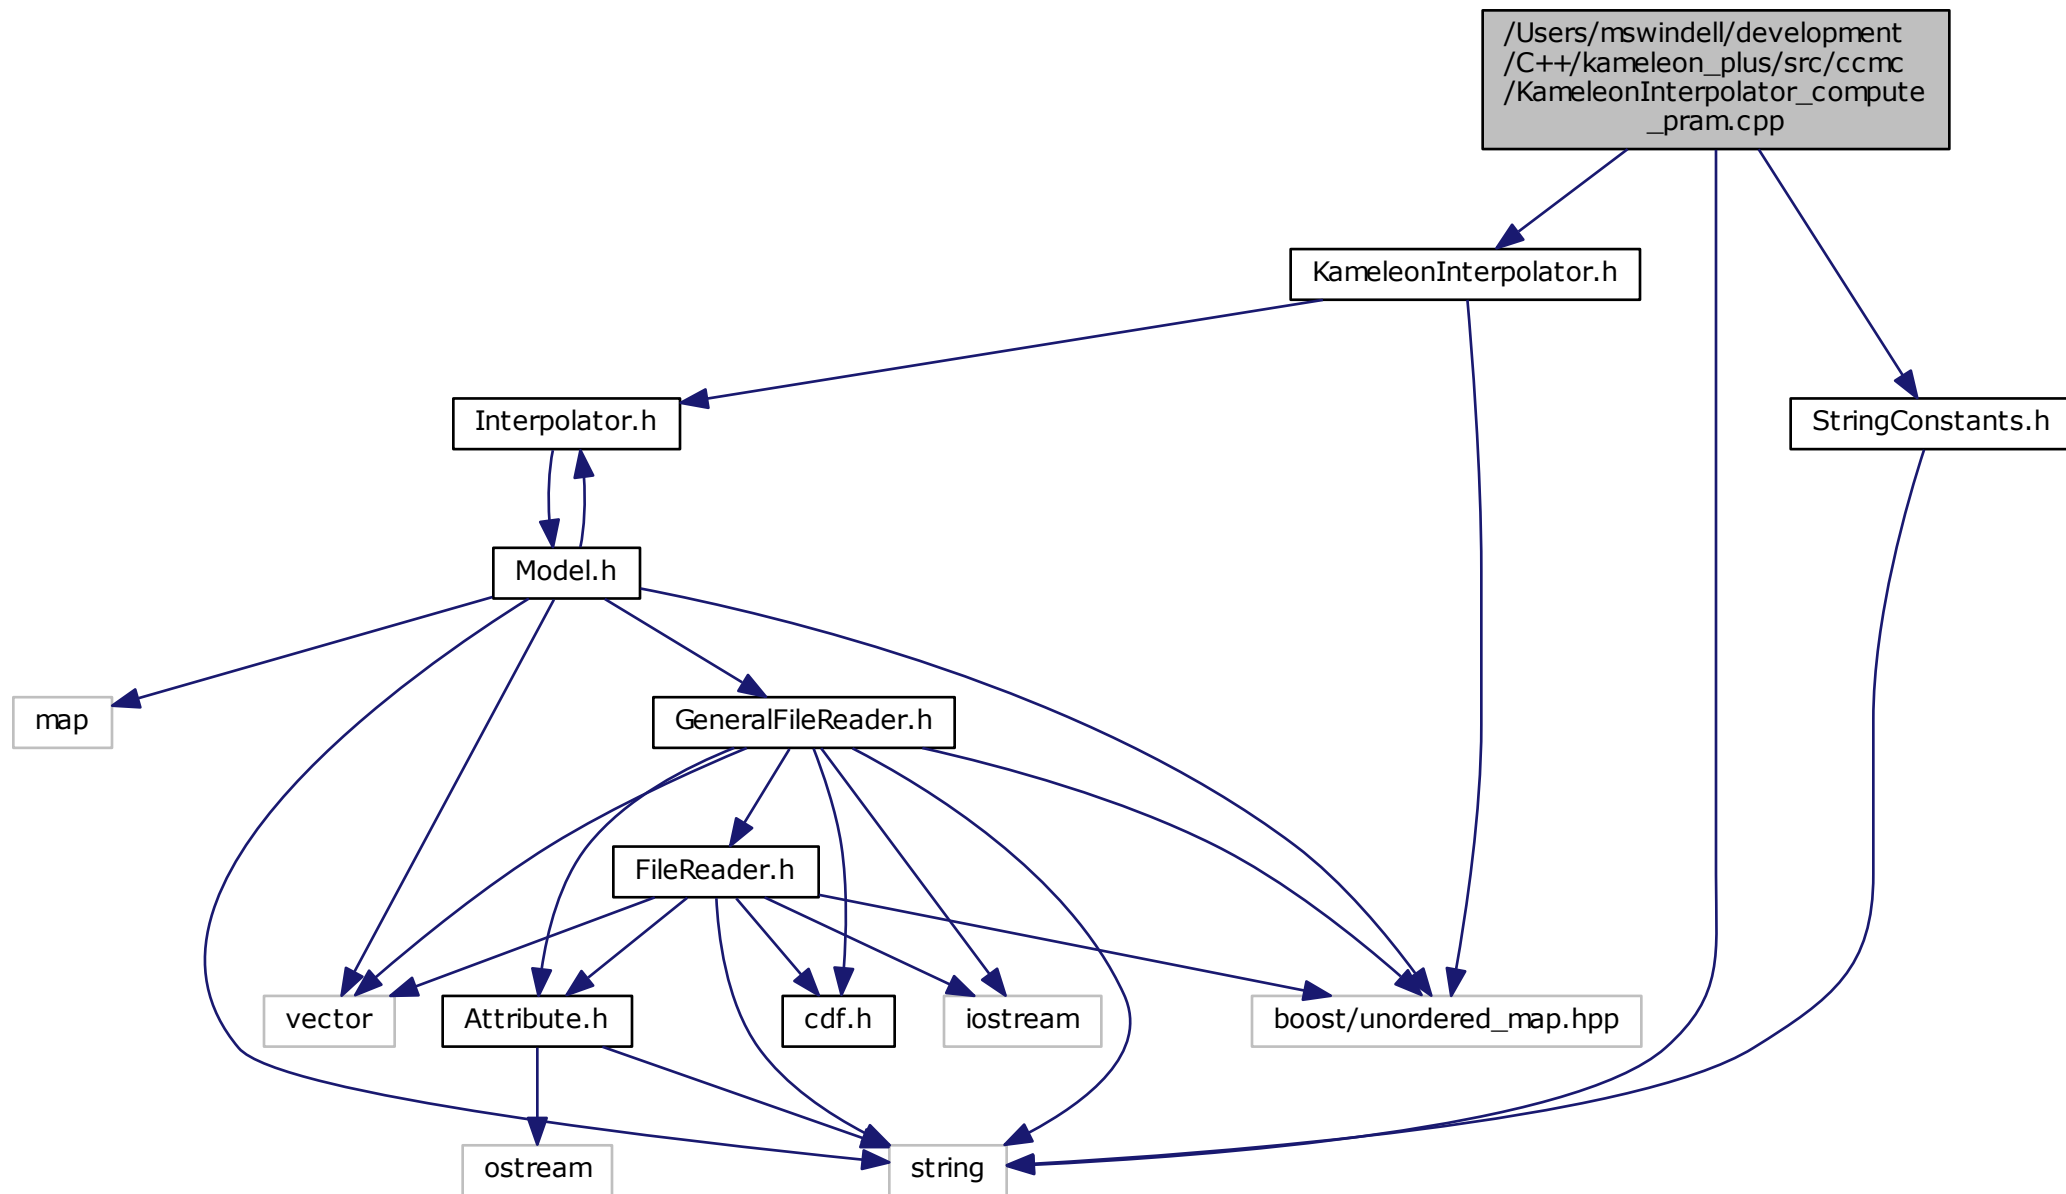 /Users/mswindell/development
/C++/kameleon_plus/src/ccmc
/KameleonInterpolator_compute
_pram.cpp
KameleonInterpolator.h
Interpolator.h
StringConstants.h
Model.h
map
GeneralFileReader.h
FileReader.h
vector
Attribute.h
cdf.h
iostream
boost/unordered_map.hpp
ostream
string